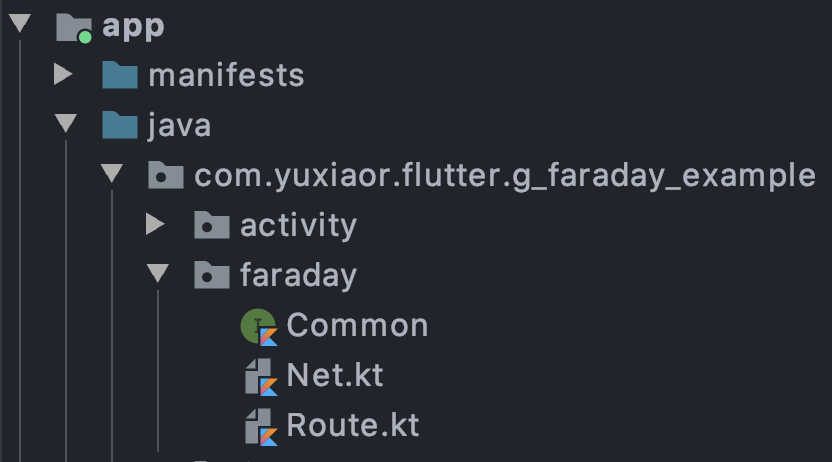 app
manifests
java
com.yuxiaor.flutter.g_faraday_example
activity
faraday
Common
Net.kt
Route.kt